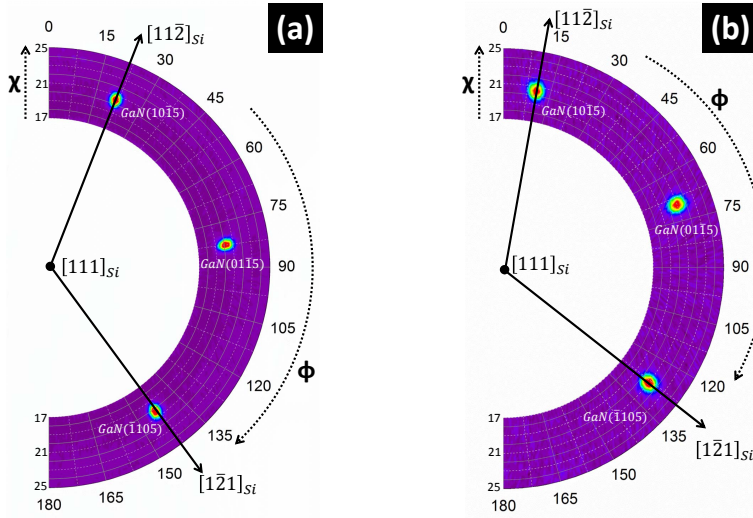 (a)
[112̄]Si
0
15
30
45
60
75
90
105
120
135
150
165
180
25
21
17
χ
GaN(101̄5)
GaN(011̄5)
[111]Si
ϕ
GaN(1̄105)
17
21
25
[12̄1]Si
(b)
[112̄]Si
0
15
30
45
60
75
90
105
120
135
150
165
180
25
21
17
χ
ϕ
GaN(101̄5)
GaN(011̄5)
[111]Si
GaN(1̄105)
17
21
25
[12̄1]Si